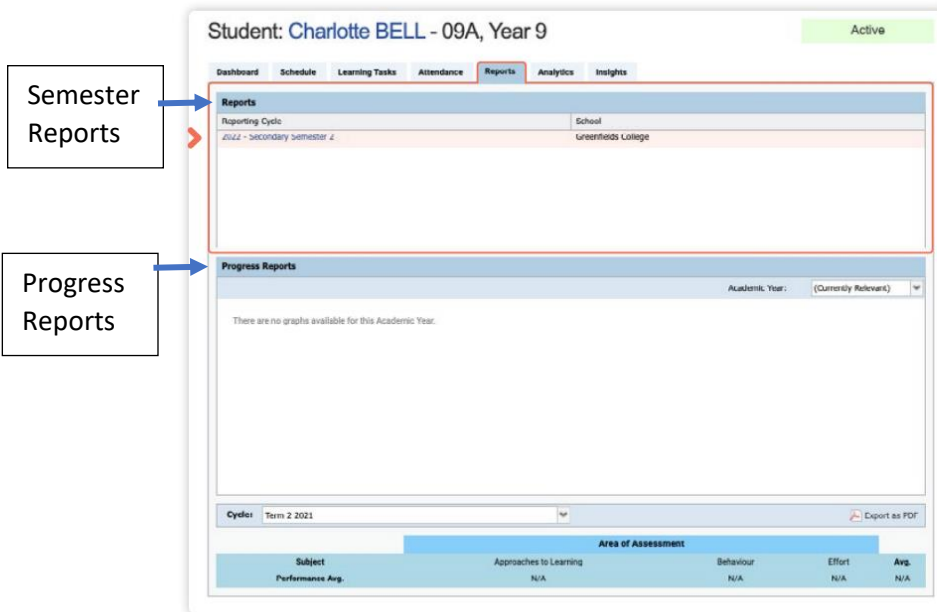 Student: Charlotte BELL - 09A, Year 9
Active
Dashboard Schedule Learning Tasks Attendance Reports Analytics Insights
Semester
Reports
Reports
Reporting Cycle School
2022 - Secondary Semester 2 Greenfields College
Progress
Reports
Progress Reports
Academic Year: (Currently Relevant)
There are no graphs available for this Academic Year.
Cycle: Term 2 2021 Export as PDF
Area of Assessment
Subject Approaches to Learning Behaviour Effort Avg.
Performance Avg. N/A N/A N/A N/A